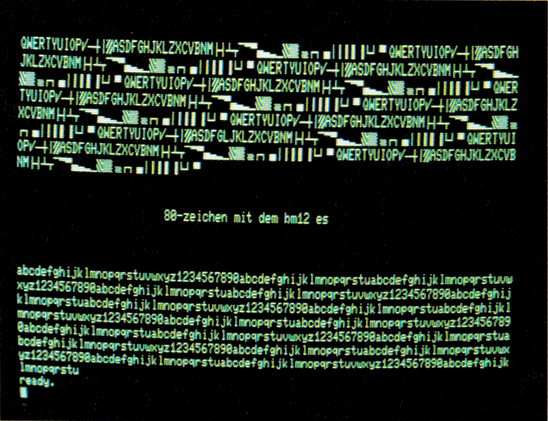 QWERTYUIOP ASDFGHJKLZXCVBNM QWERTYUIOP ASDFGH
JKLZXCVBNM QWERTYUIOP ASDFGHJKLZXCVBNM
QWERTYUIOP ASDFGHJKLZXCVBNM QWER
TYUIOP ASDFGHJKLZXCVBNM QWERTYUIOP ASDFGHJKLZ
XCVBNM QWERTYUIOP ASDFGHJKLZXCVBNM
QWERTYUIOP ASDFGLJKLZXCVBNM QWERTYUI
OP ASDFGHJKLZXCVBNM QWERTYUIOP ASDFGHJKLZXCVB
NM
80-zeichen mit dem bm12 es
abcdefghijklmnopqrstuvwxyz1234567890abcdefghijklmnopqrstuabcdefghijklmnopqrstuvw
xyz1234567890abcdefghijklmnopqrstuabcdefghijklmnopqrstuvwxyz1234567890abcdefghij
klmnopqrstuabcdefghijklmnopqrstuvwxyz1234567890abcdefghijklmnopqrstuabcdefghijkl
mnopqrstuvwxyz1234567890abcdefghijklmnopqrstuabcdefghijklmnopqrstuvwxyz123456789
0abcdefghijklmnopqrstuabcdefghijklmnopqrstuvwxyz1234567890abcdefghijklmnopqrstua
bcdefghijklmnopqrstuvwxyz1234567890abcdefghijklmnopqrstuabcdefghijklmnopqrstuvwx
yz1234567890abcdefghijklmnopqrstuabcdefghijklmnopqrstuvwxyz1234567890abcdefghijk
lmnopqrstu
ready.